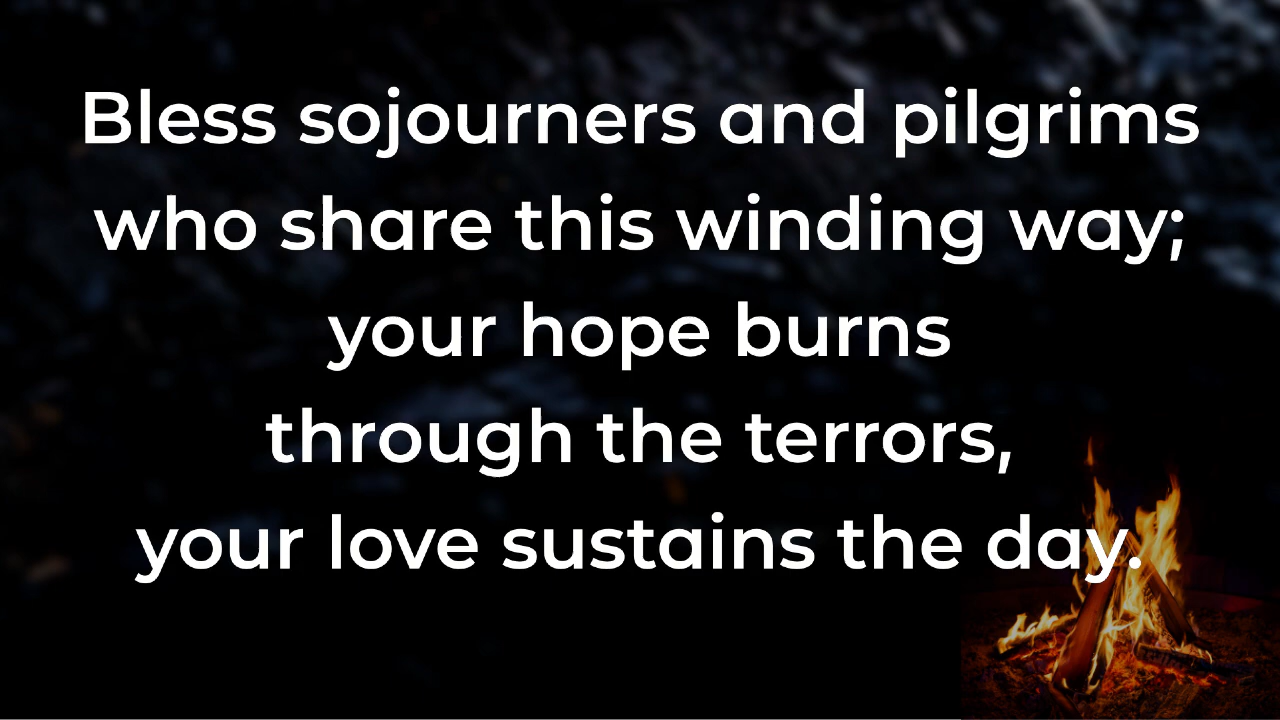 Bless sojourners and pilgrims
who share this winding way;
your hope burns
through the terrors,
your love sustains the day.